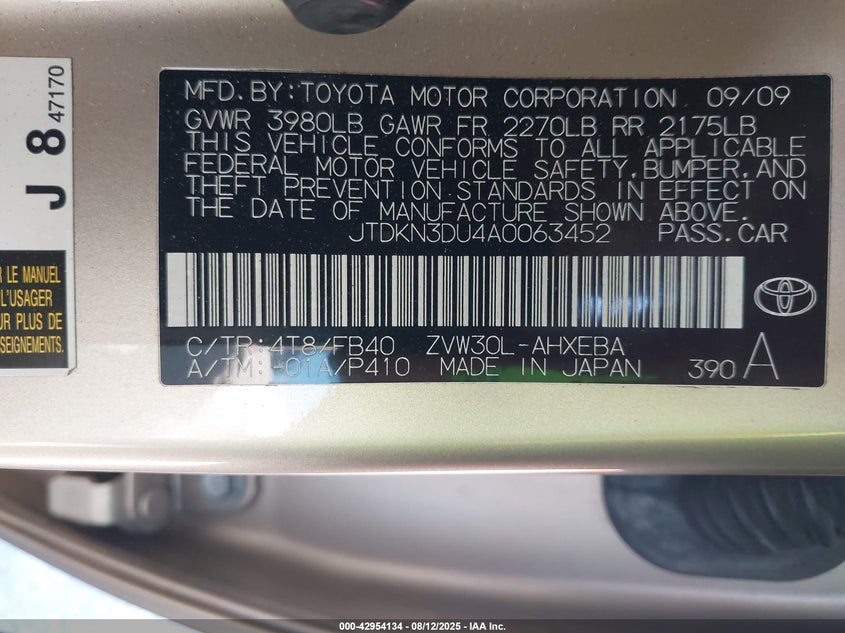 J 8 47170
R LE MANUEL
L'USAGER
UR PLUS DE
SEIGNEMENTS.
MFD.BY:TOYOTA MOTOR CORPORATION 09/09
GVWR 3980LB GAWR FR 2270LB RR 2175LB
THIS VEHICLE CONFORMS TO ALL APPLICABLE
FEDERAL MOTOR VEHICLE SAFETY,BUMPER,AND
THEFT PREVENTION STANDARDS IN EFFECT ON
THE DATE OF MANUFACTURE SHOWN ABOVE.
JTDKN3DU4A0063452 PASS.CAR
C/TR:4T8/FB40 ZVW30L-AHXEBA
A/TM:-01A/P410 MADE IN JAPAN 390 A
000-42954134 - 08/12/2025 - IAA Inc.